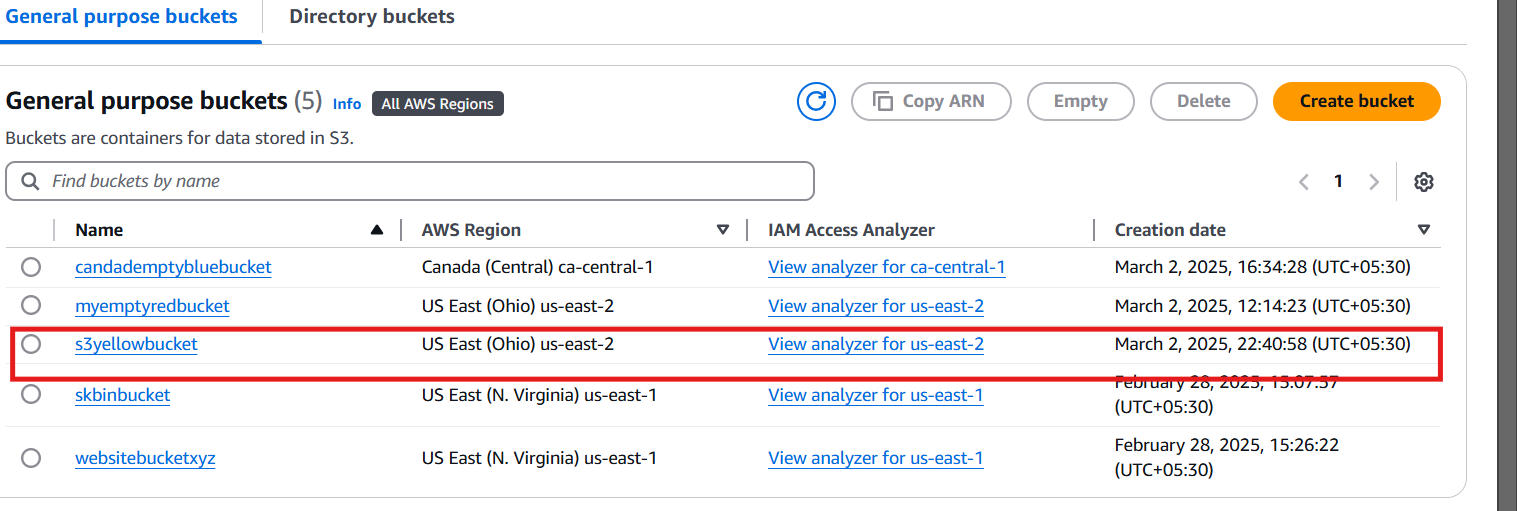 General purpose buckets Directory buckets
General purpose buckets (5) Info All AWS Regions Copy ARN Empty Delete Create bucket
Buckets are containers for data stored in S3.
Find buckets by name 1
Name AWS Region IAM Access Analyzer Creation date
candademptybluebucket Canada (Central) ca-central-1 View analyzer for ca-central-1 March 2, 2025, 16:34:28 (UTC+05:30)
myemptyredbucket US East (Ohio) us-east-2 View analyzer for us-east-2 March 2, 2025, 12:14:23 (UTC+05:30)
s3yellowbucket US East (Ohio) us-east-2 View analyzer for us-east-2 March 2, 2025, 22:40:58 (UTC+05:30)
skbinbucket US East (N. Virginia) us-east-1 View analyzer for us-east-1 February 28, 2025, 15:07:57
(UTC+05:30)
websitebucketxyz US East (N. Virginia) us-east-1 View analyzer for us-east-1 February 28, 2025, 15:26:22
(UTC+05:30)